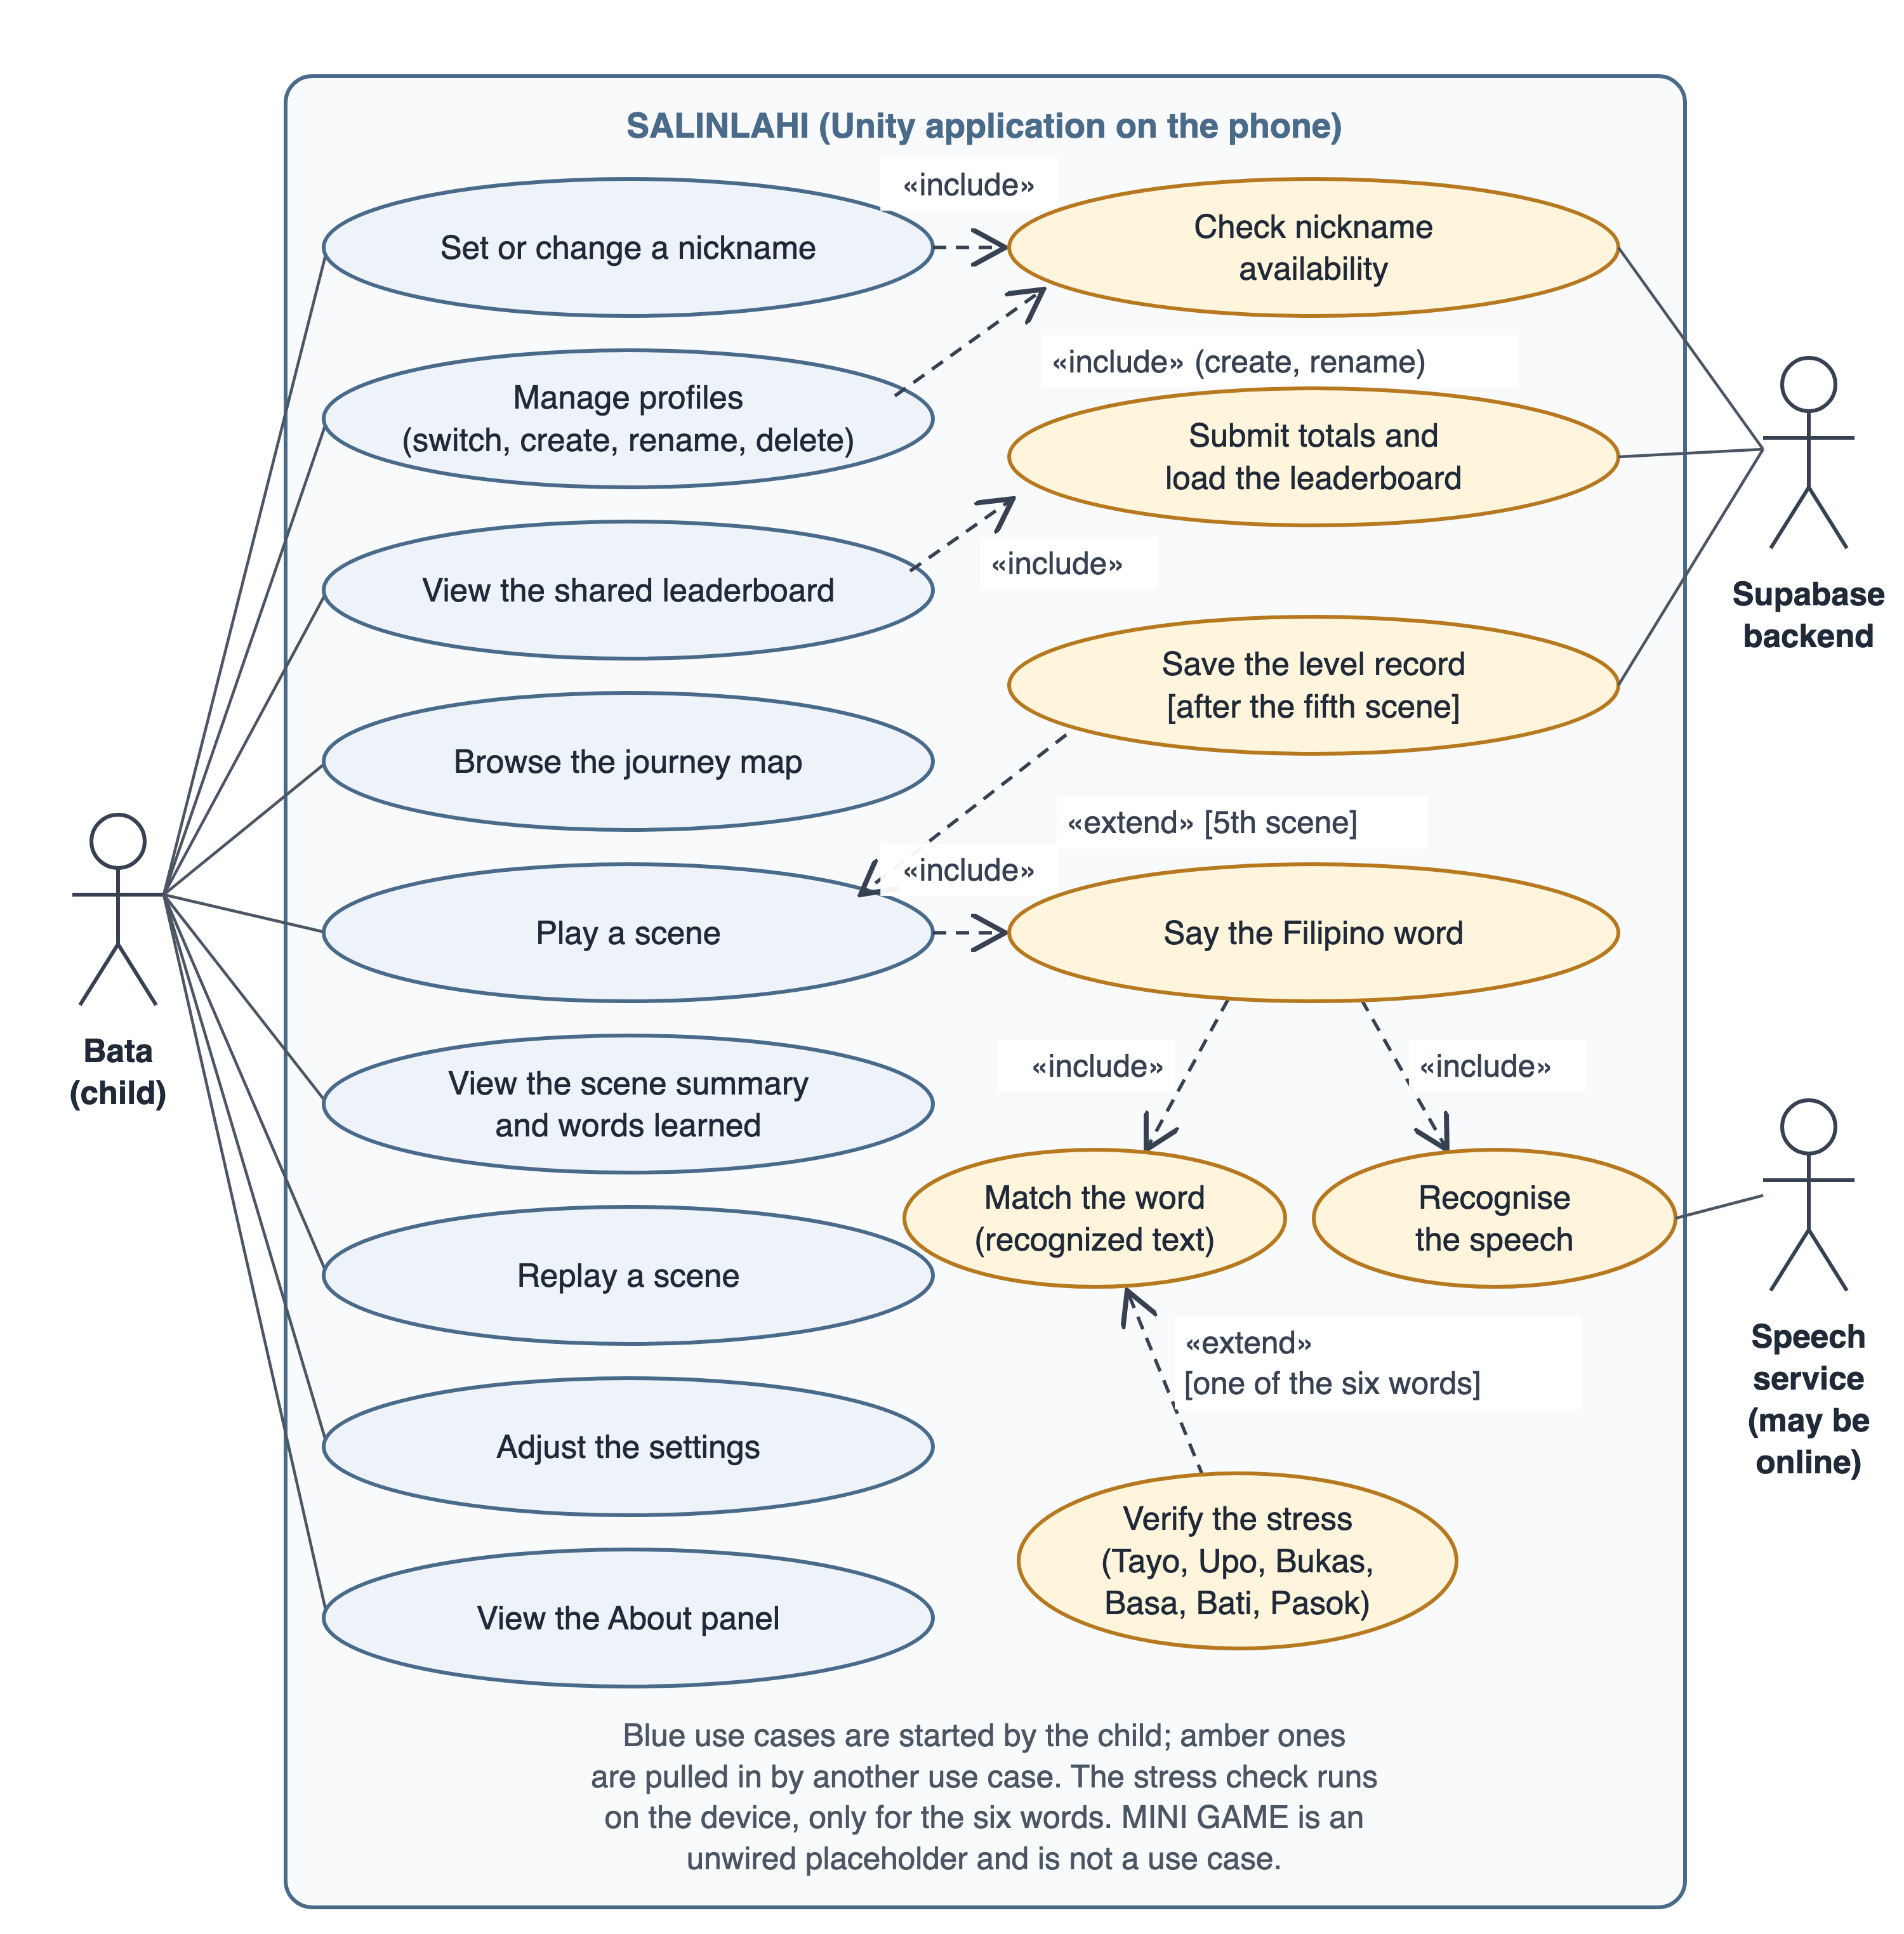 SALINLAHI (Unity application on the phone)
«include»
Set or change a nickname
Check nickname
availability
«include» (create, rename)
Manage profiles
(switch, create, rename, delete)
Submit totals and
load the leaderboard
«include»
View the shared leaderboard
Supabase
backend
Save the level record
[after the fifth scene]
Browse the journey map
«extend» [5th scene]
«include»
Play a scene
Say the Filipino word
Bata
(child)
«include»
«include»
View the scene summary
and words learned
Match the word
(recognized text)
Recognise
the speech
Replay a scene
«extend»
[one of the six words]
Speech
service
(may be
online)
Adjust the settings
Verify the stress
(Tayo, Upo, Bukas,
Basa, Bati, Pasok)
View the About panel
Blue use cases are started by the child; amber ones
are pulled in by another use case. The stress check runs
on the device, only for the six words. MINI GAME is an
unwired placeholder and is not a use case.